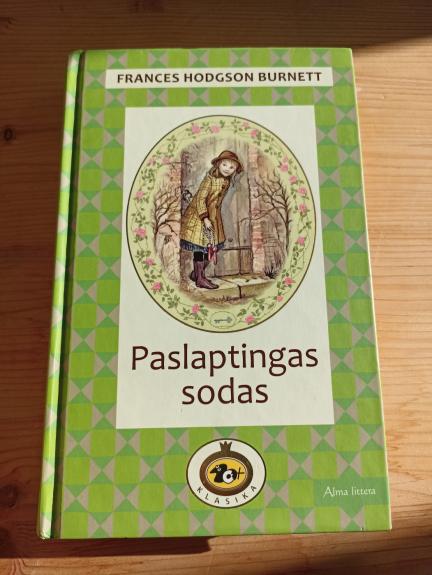 FRANCES HODGSON BURNETT
Paslaptingas
sodas
KLASIKA
Alma littera